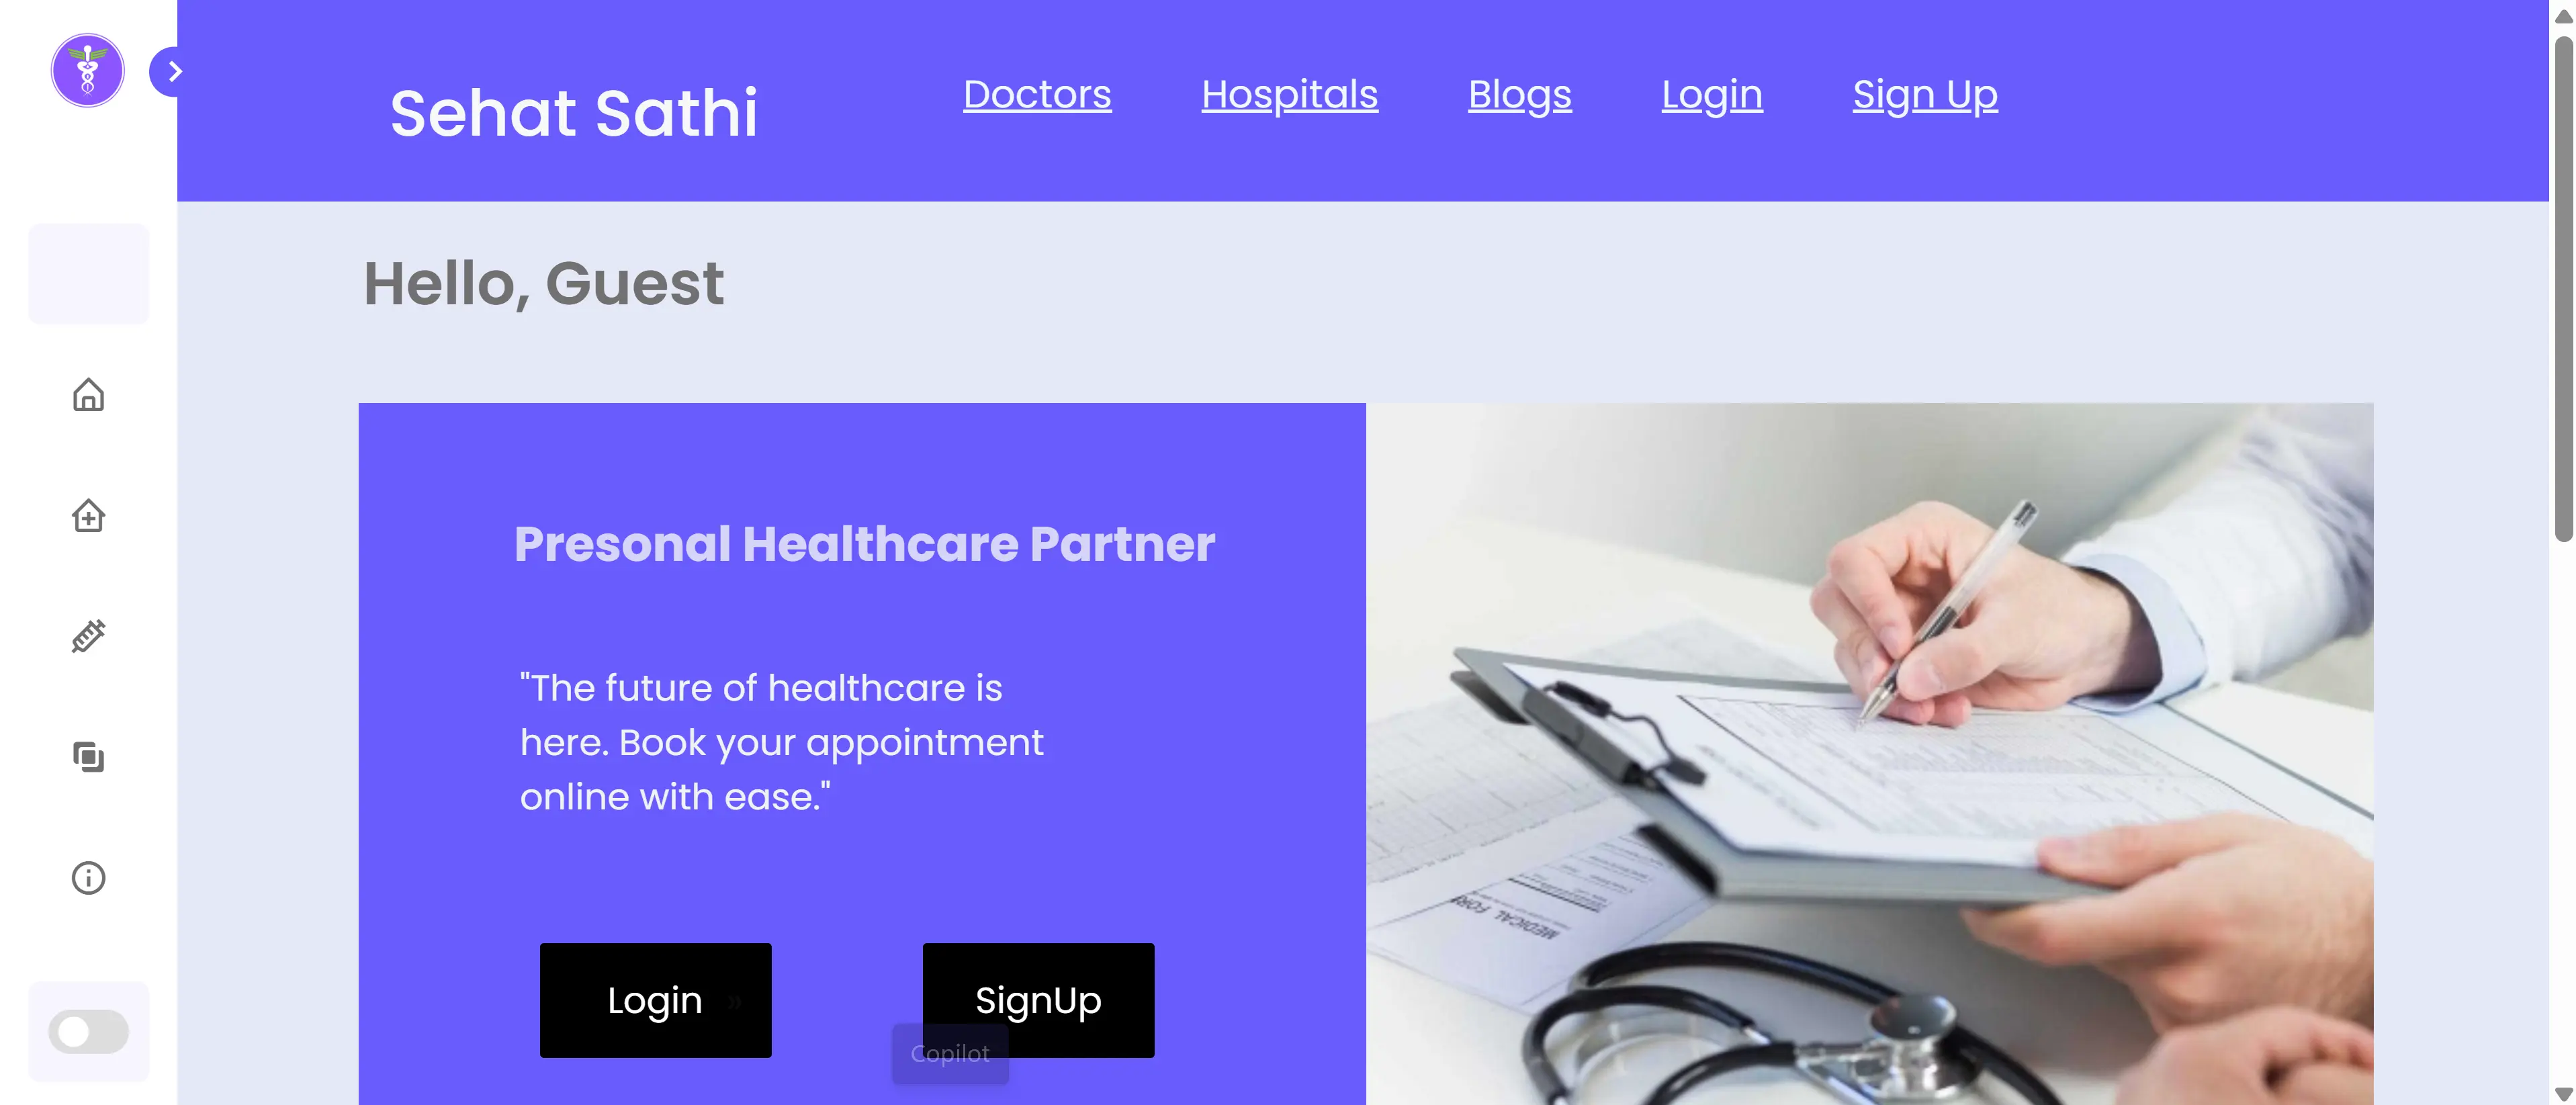 Sehat Sathi
Doctors Hospitals Blogs Login Sign Up
Hello, Guest
Presonal Healthcare Partner
"The future of healthcare is
here. Book your appointment
online with ease."
Login »
SignUp
Copilot
MEDICAL FORM